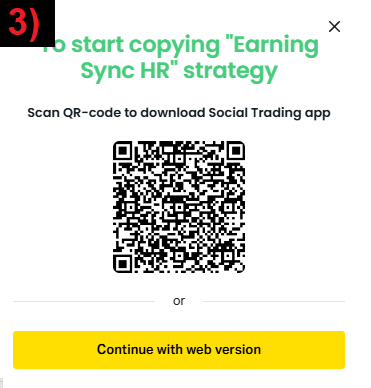 3)
To start copying "Earning
Sync HR" strategy
Scan QR-code to download Social Trading app
or
Continue with web version